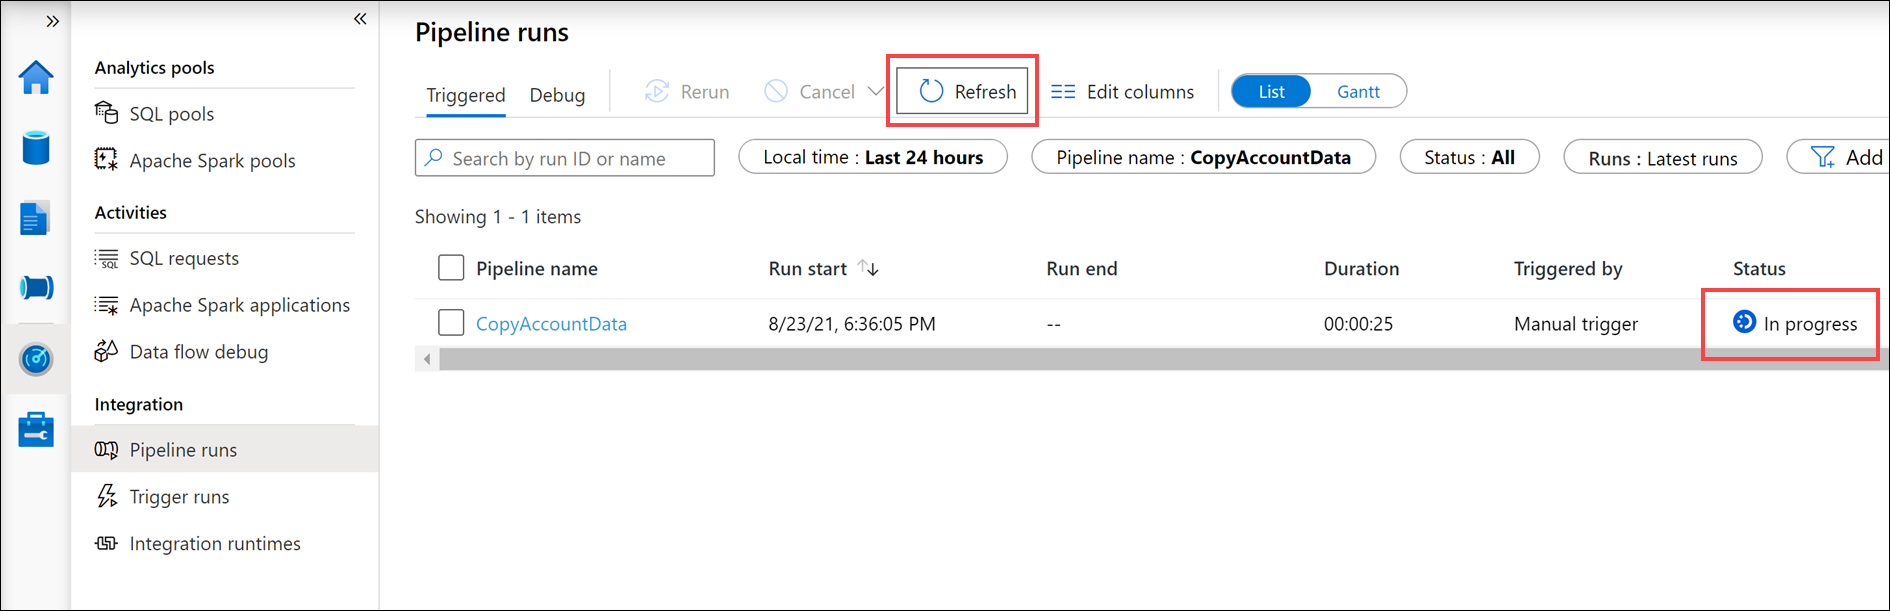 Analytics pools
SQL pools
Apache Spark pools
Activities
SQL requests
Apache Spark applications
Data flow debug
Integration
Pipeline runs
Trigger runs
Integration runtimes
Pipeline runs
Triggered Debug Rerun Cancel Refresh Edit columns List Gantt
Search by run ID or name Local time : Last 24 hours Pipeline name : CopyAccountData Status : All Runs : Latest runs Add
Showing 1 - 1 items
Pipeline name Run start Run end Duration Triggered by Status
CopyAccountData 8/23/21, 6:36:05 PM -- 00:00:25 Manual trigger In progress